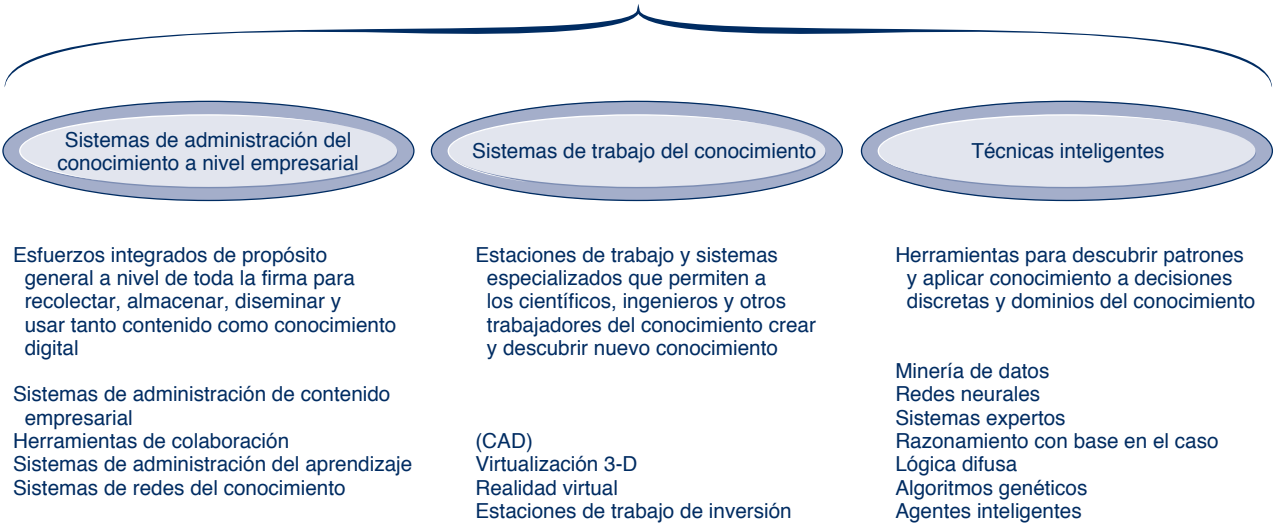 Sistemas de administración del
conocimiento a nivel empresarial
Esfuerzos integrados de propósito
general a nivel de toda la firma para
recolectar, almacenar, diseminar y
usar tanto contenido como conocimiento
digital
Sistemas de administración de contenido
empresarial
Herramientas de colaboración
Sistemas de administración del aprendizaje
Sistemas de redes del conocimiento
Sistemas de trabajo del conocimiento
Estaciones de trabajo y sistemas
especializados que permiten a
los científicos, ingenieros y otros
trabajadores del conocimiento crear
y descubrir nuevo conocimiento
(CAD)
Virtualización 3-D
Realidad virtual
Estaciones de trabajo de inversión
Técnicas inteligentes
Herramientas para descubrir patrones
y aplicar conocimiento a decisiones
discretas y dominios del conocimiento
Minería de datos
Redes neurales
Sistemas expertos
Razonamiento con base en el caso
Lógica difusa
Algoritmos genéticos
Agentes inteligentes